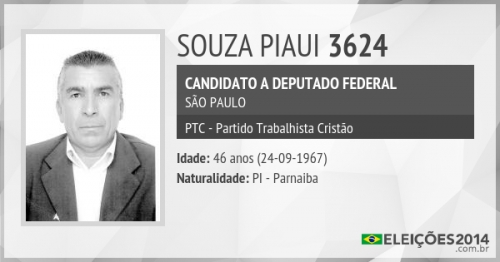 SOUZA PIAUI 3624
CANDIDATO A DEPUTADO FEDERAL
SÃO PAULO
PTC - Partido Trabalhista Cristão
Idade: 46 anos (24-09-1967)
Naturalidade: PI - Parnaiba
ELEIÇÕES2014
.com.br